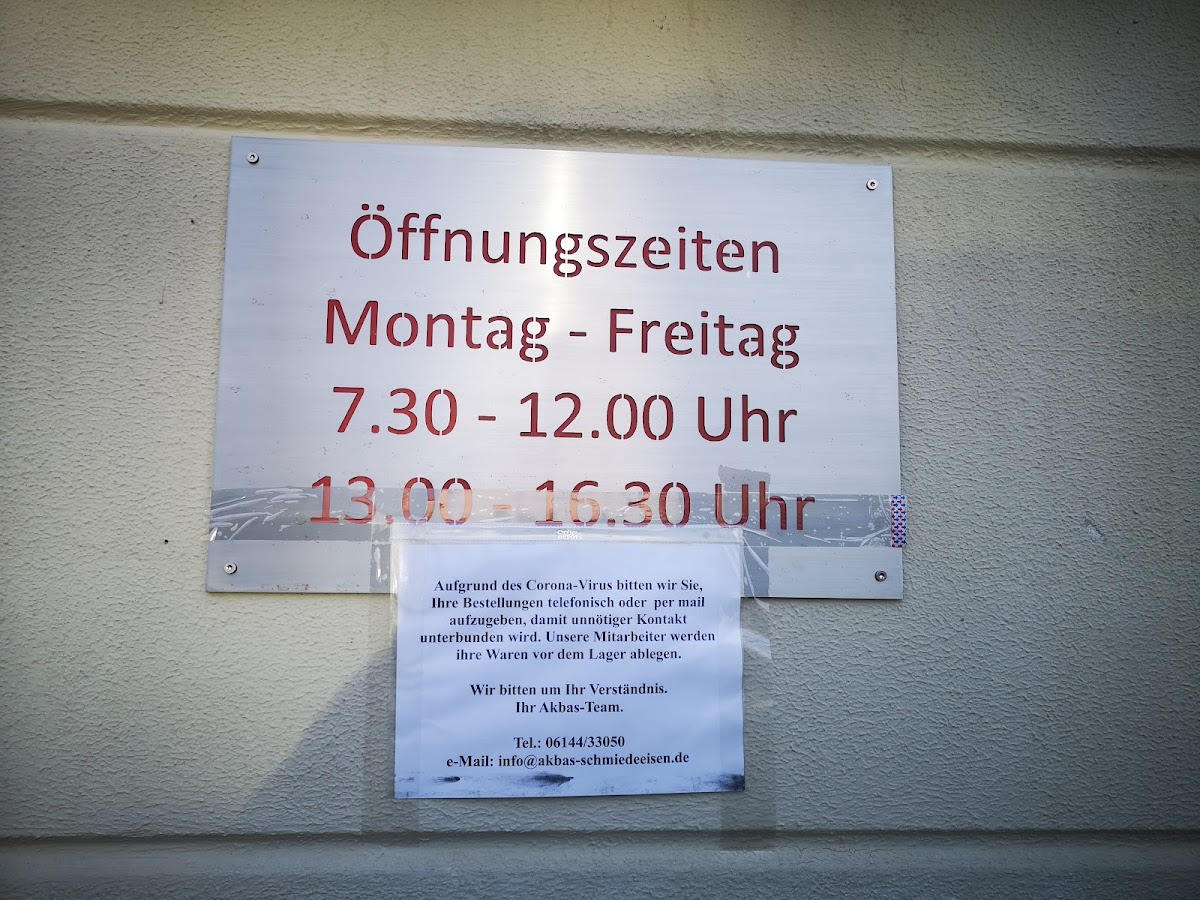 Öffnungszeiten
Montag - Freitag
7.30 - 12.00 Uhr
13.00 - 16.30 Uhr
Aufgrund des Corona-Virus bitten wir Sie,
Ihre Bestellungen telefonisch oder per mail
aufzugeben, damit unnötiger Kontakt
unterbunden wird. Unsere Mitarbeiter werden
ihre Waren vor dem Lager ablegen.
Wir bitten um Ihr Verständnis.
Ihr Akbas-Team.
Tel.: 06144/33050
e-Mail: info@akbas-schmiedeeisen.de